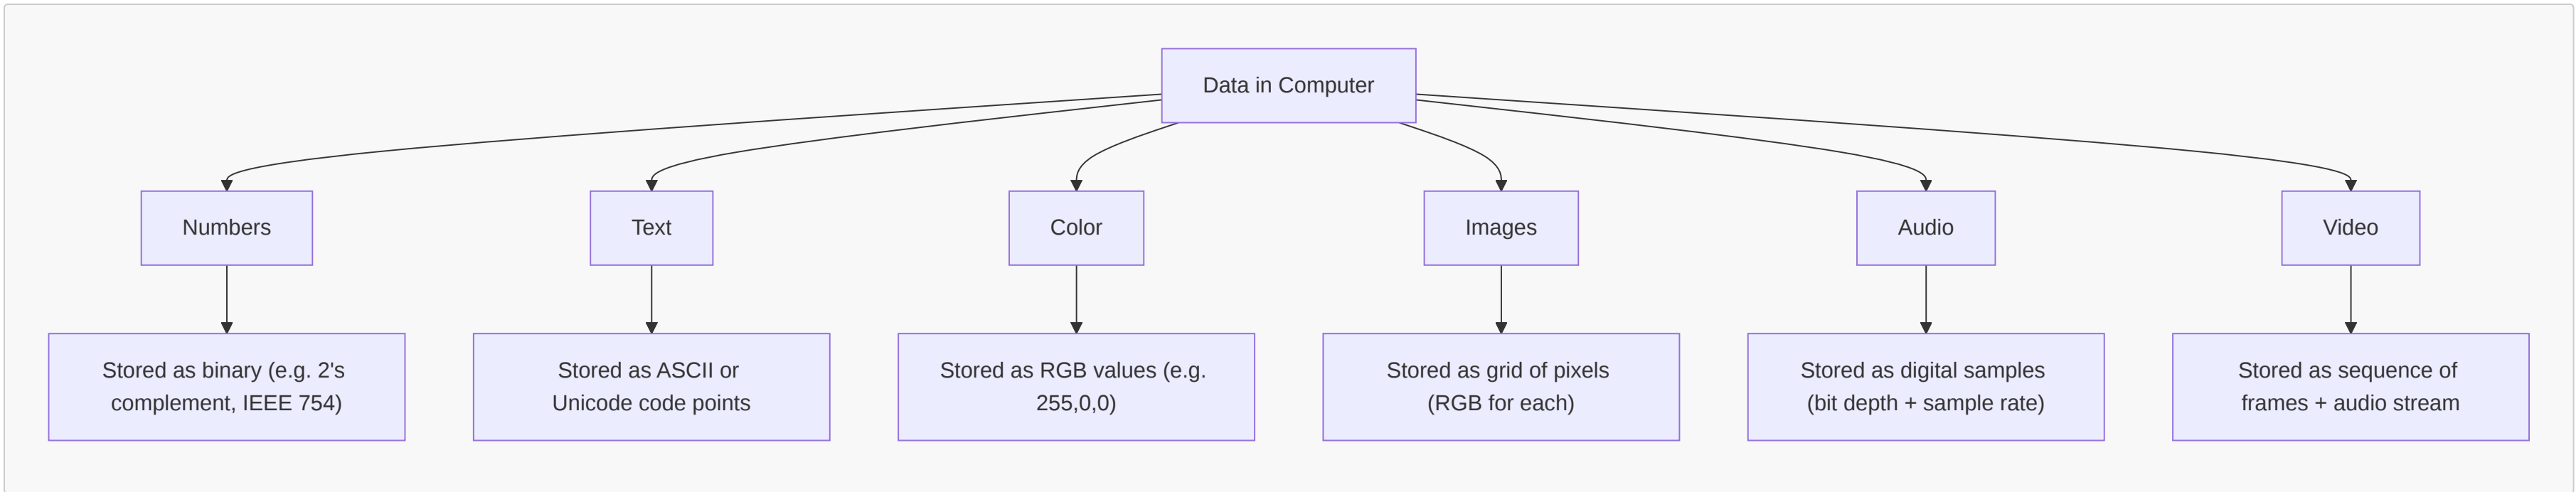 Data in Computer
Numbers
Text
Color
Images
Audio
Video
Stored as binary (e.g. 2's
complement, IEEE 754)
Stored as ASCII or
Unicode code points
Stored as RGB values (e.g.
255,0,0)
Stored as grid of pixels
(RGB for each)
Stored as digital samples
(bit depth + sample rate)
Stored as sequence of
frames + audio stream